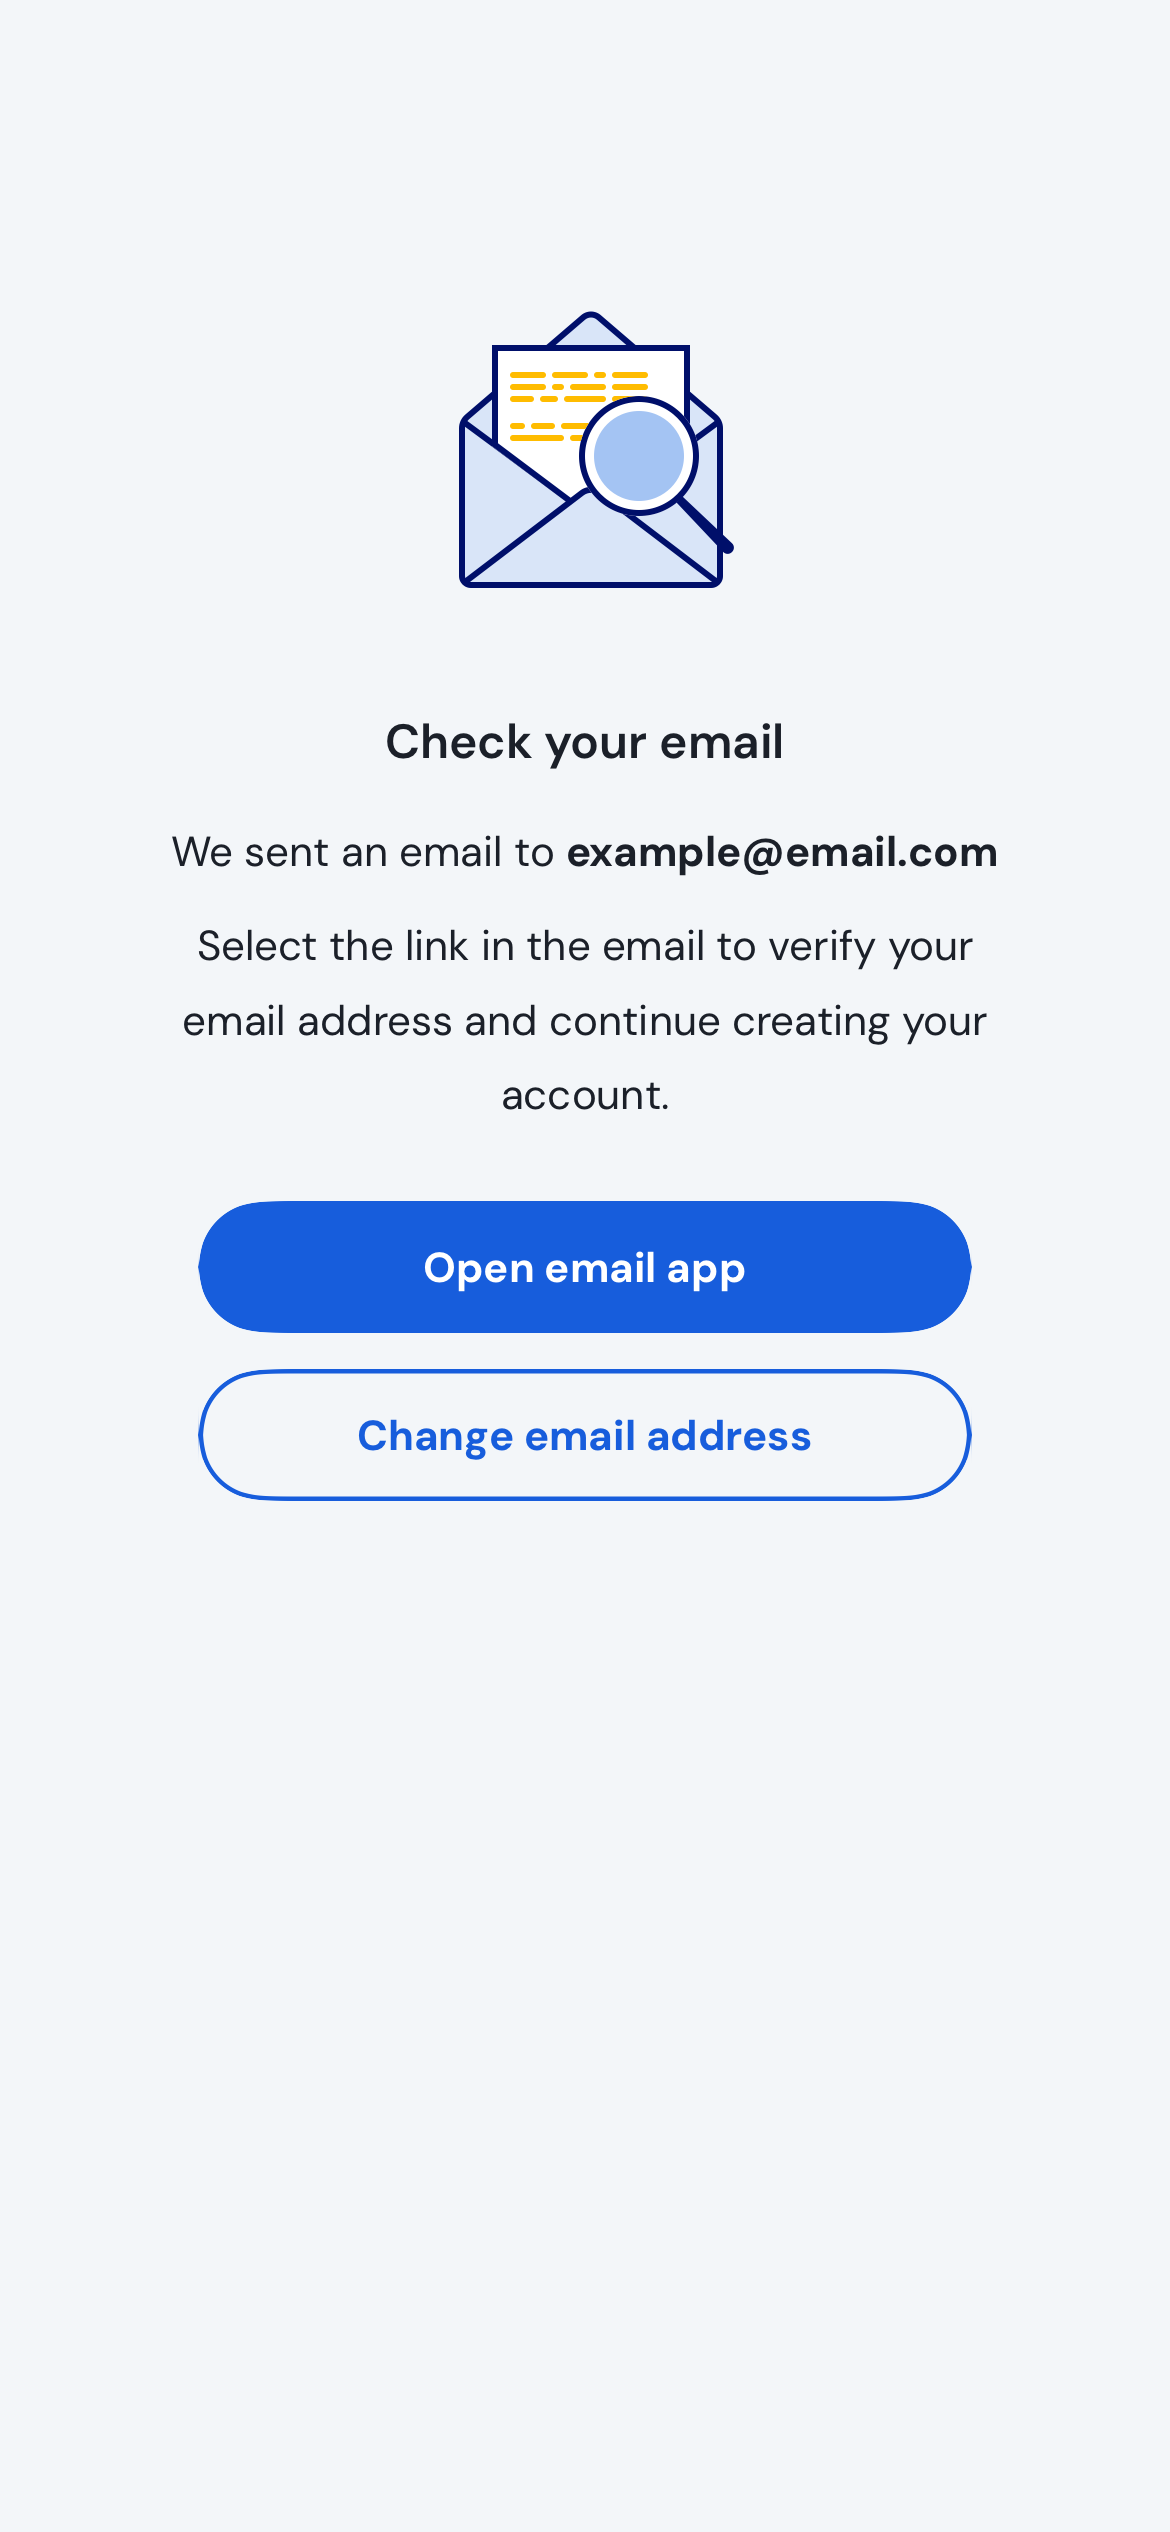 Check your email
We sent an email to example@email.com
Select the link in the email to verify your
email address and continue creating your
account.
Open email app
Change email address